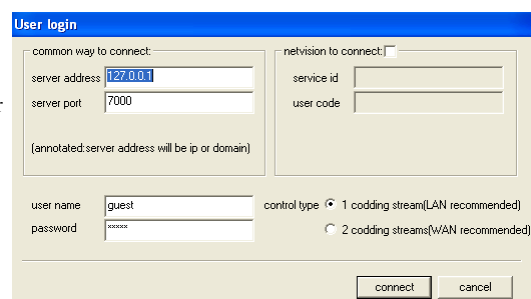 User login
common way to connect:
server address 127.0.0.1
server port 7000
(annotated:server address will be ip or domain)
netvision to connect:
service id
user code
user name guest
password xxxxx
control type 1 codding stream(LAN recommended)
2 codding streams(WAN recommended)
connect cancel